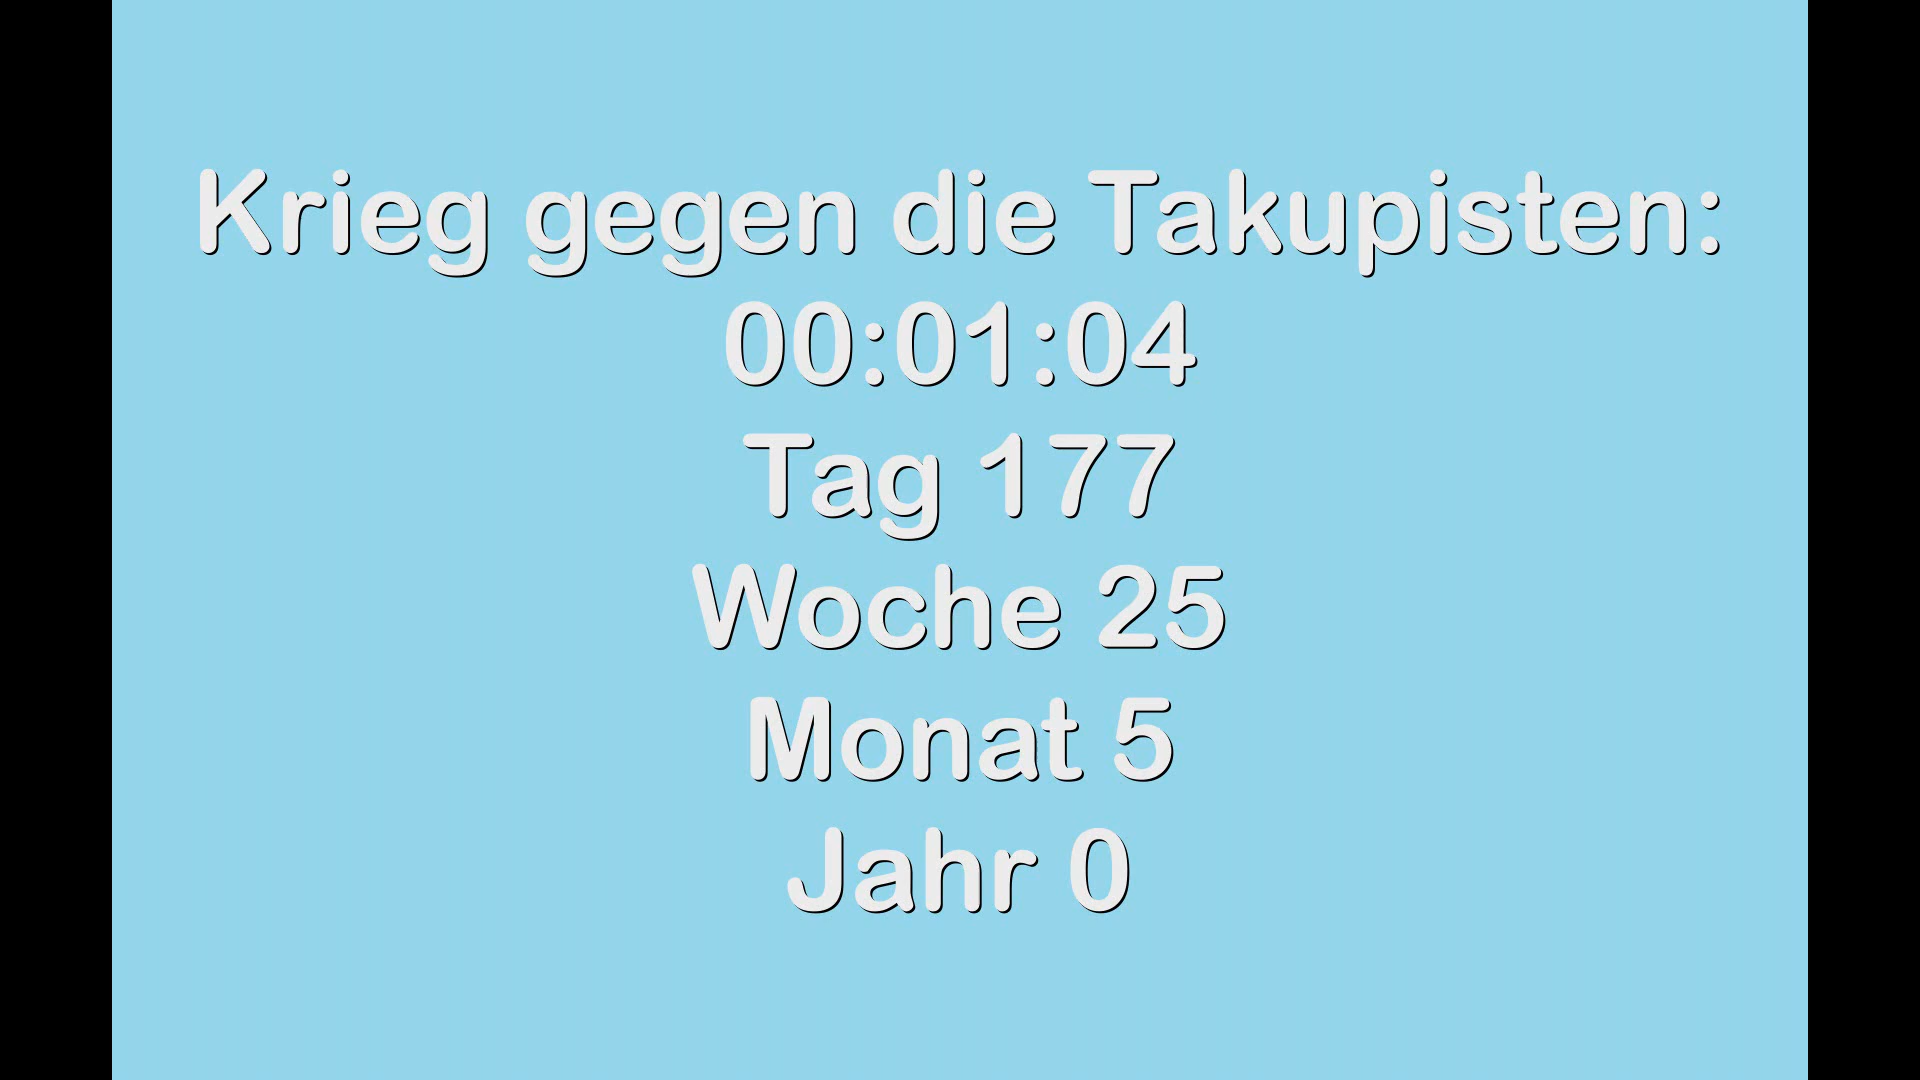 Krieg gegen die Takupisten:
00:01:04
Tag 177
Woche 25
Monat 5
Jahr 0